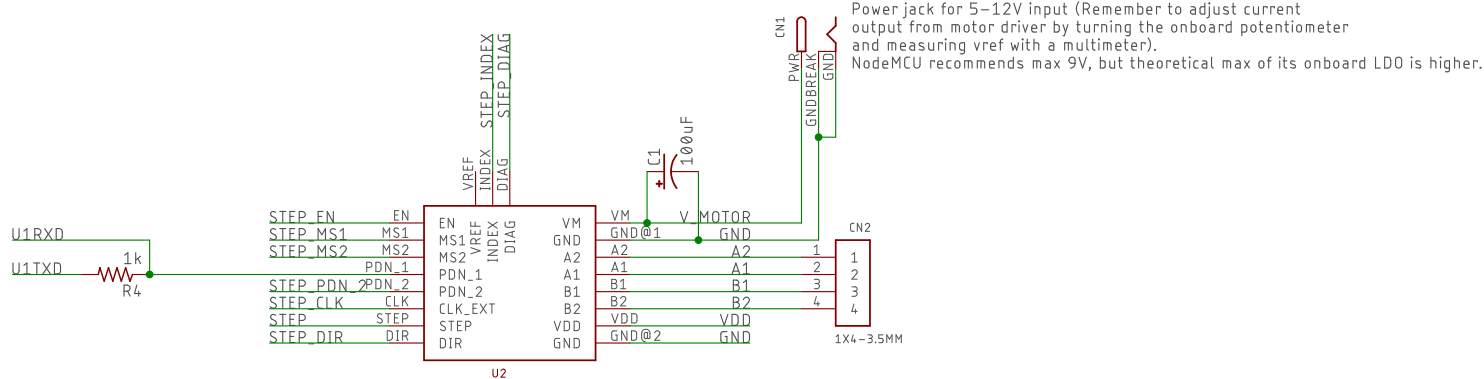 Power jack for 5-12V input (Remember to adjust current
output from motor driver by turning the onboard potentiometer
and measuring vref with a multimeter).
NodeMCU recommends max 9V, but theoretical max of its onboard LDO is higher.
CN1
PWR
GNDBREAK
GND
STEP_INDEX
STEP_DIAG
VREF
INDEX
DIAG
C1
100uF
+
U1RXD
U1TXD
1k
R4
STEP_EN EN EN
STEP_MS1 MS1 MS1
STEP_MS2 MS2 MS2
PDN_1 PDN_1
STEP_PDN_2 PDN_2 PDN_2
STEP_CLK CLK CLK_EXT
STEP STEP STEP
STEP_DIR DIR DIR
VREF
INDEX
DIAG
VM VM V_MOTOR
GND GND@1 GND
A2 A2 A2 1 1
A1 A1 A1 2 2
B1 B1 B1 3 3
B2 B2 B2 4 4
VDD VDD VDD
GND GND@2 GND
CN2
1X4-3.5MM
U2